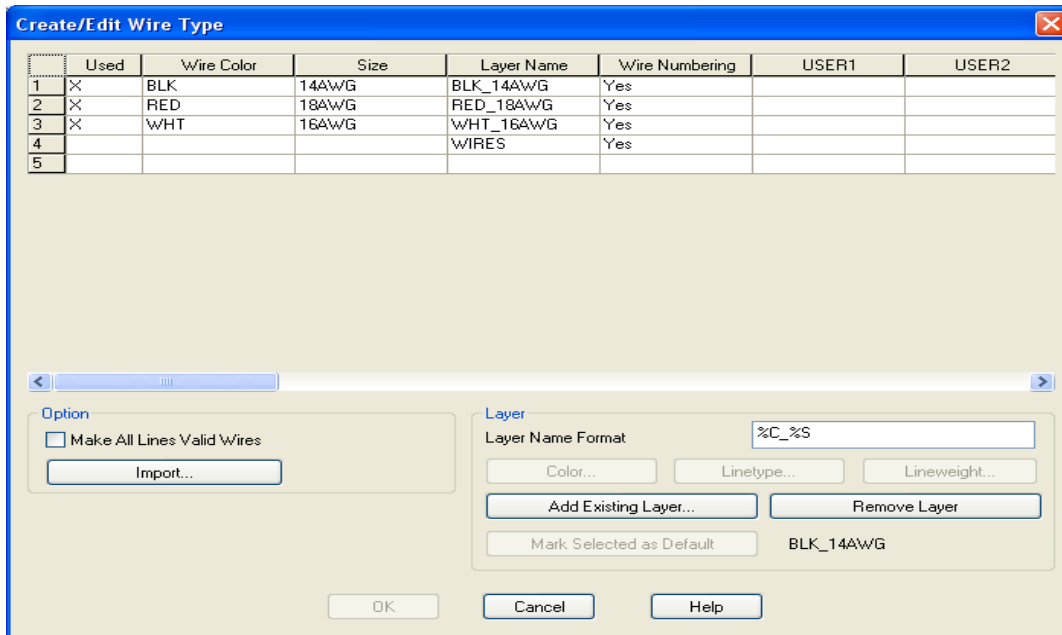 Create/Edit Wire Type
Used Wire Color Size Layer Name Wire Numbering USER1 USER2
1 X BLK 14AWG BLK_14AWG Yes
2 X RED 18AWG RED_18AWG Yes
3 X WHT 16AWG WHT_16AWG Yes
4 WIRES Yes
5
Option
Make All Lines Valid Wires
Import...
Layer
Layer Name Format %C_%S
Color... Linetype... Lineweight...
Add Existing Layer... Remove Layer
Mark Selected as Default BLK_14AWG
OK Cancel Help